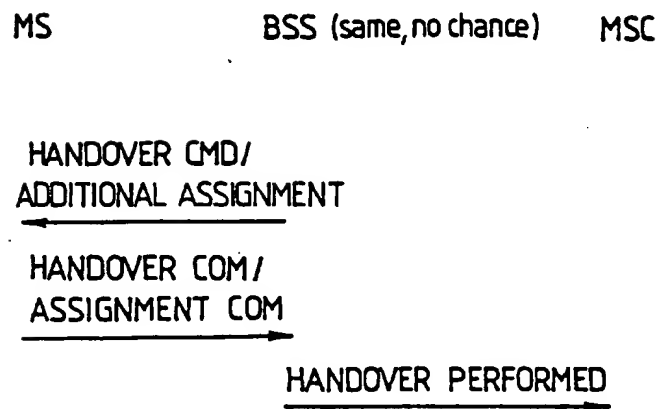 MS BSS (same, no chance) MSC
HANDOVER CMD/
ADDITIONAL ASSIGNMENT
HANDOVER COM/
ASSIGNMENT COM
HANDOVER PERFORMED